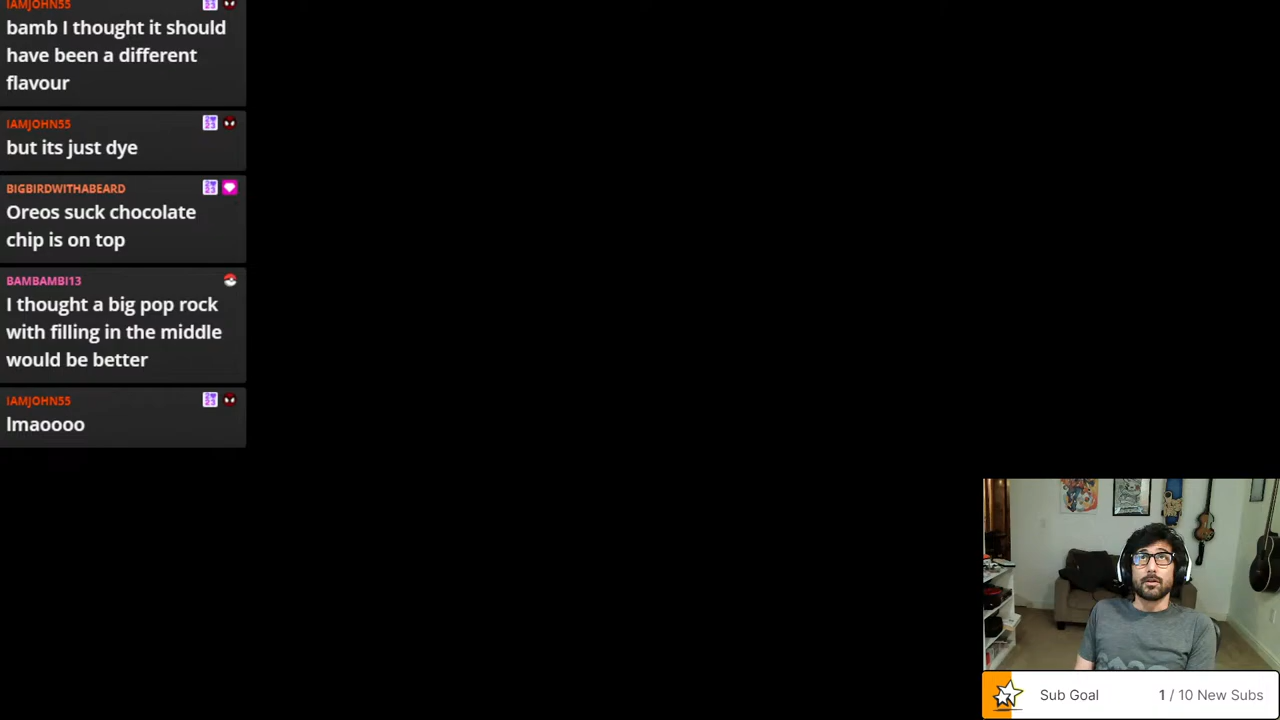 IAMJOHN55
bamb I thought it should
have been a different
flavour
IAMJOHN55
but its just dye
BIGBIRDWITHABEARD
Oreos suck chocolate
chip is on top
BAMBAMBI13
I thought a big pop rock
with filling in the middle
would be better
IAMJOHN55
lmaoooo
Sub Goal 1 / 10 New Subs